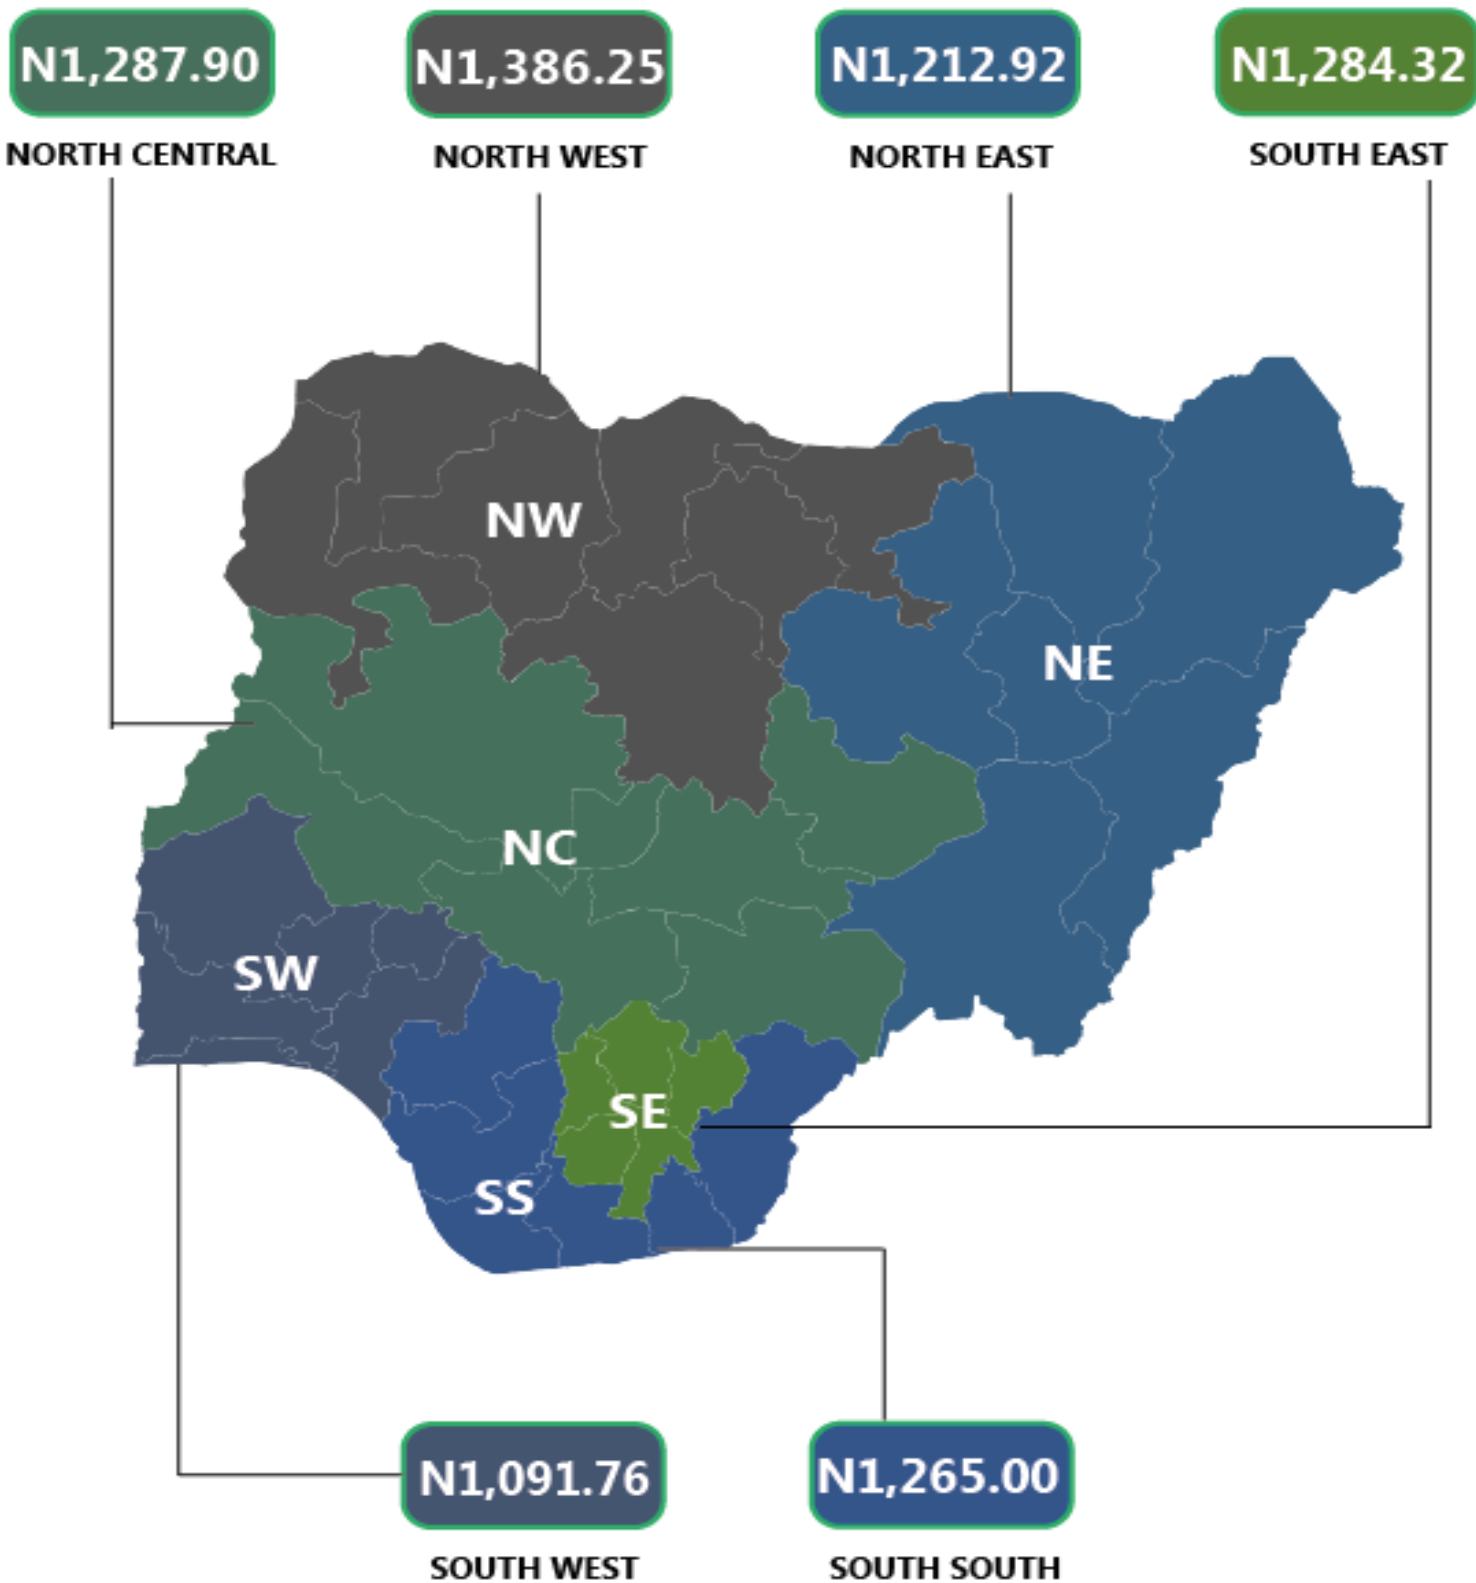 N1,287.90
NORTH CENTRAL
N1,386.25
NORTH WEST
N1,212.92
NORTH EAST
N1,284.32
SOUTH EAST
NW
NE
NC
SW
SE
SS
N1,091.76
SOUTH WEST
N1,265.00
SOUTH SOUTH